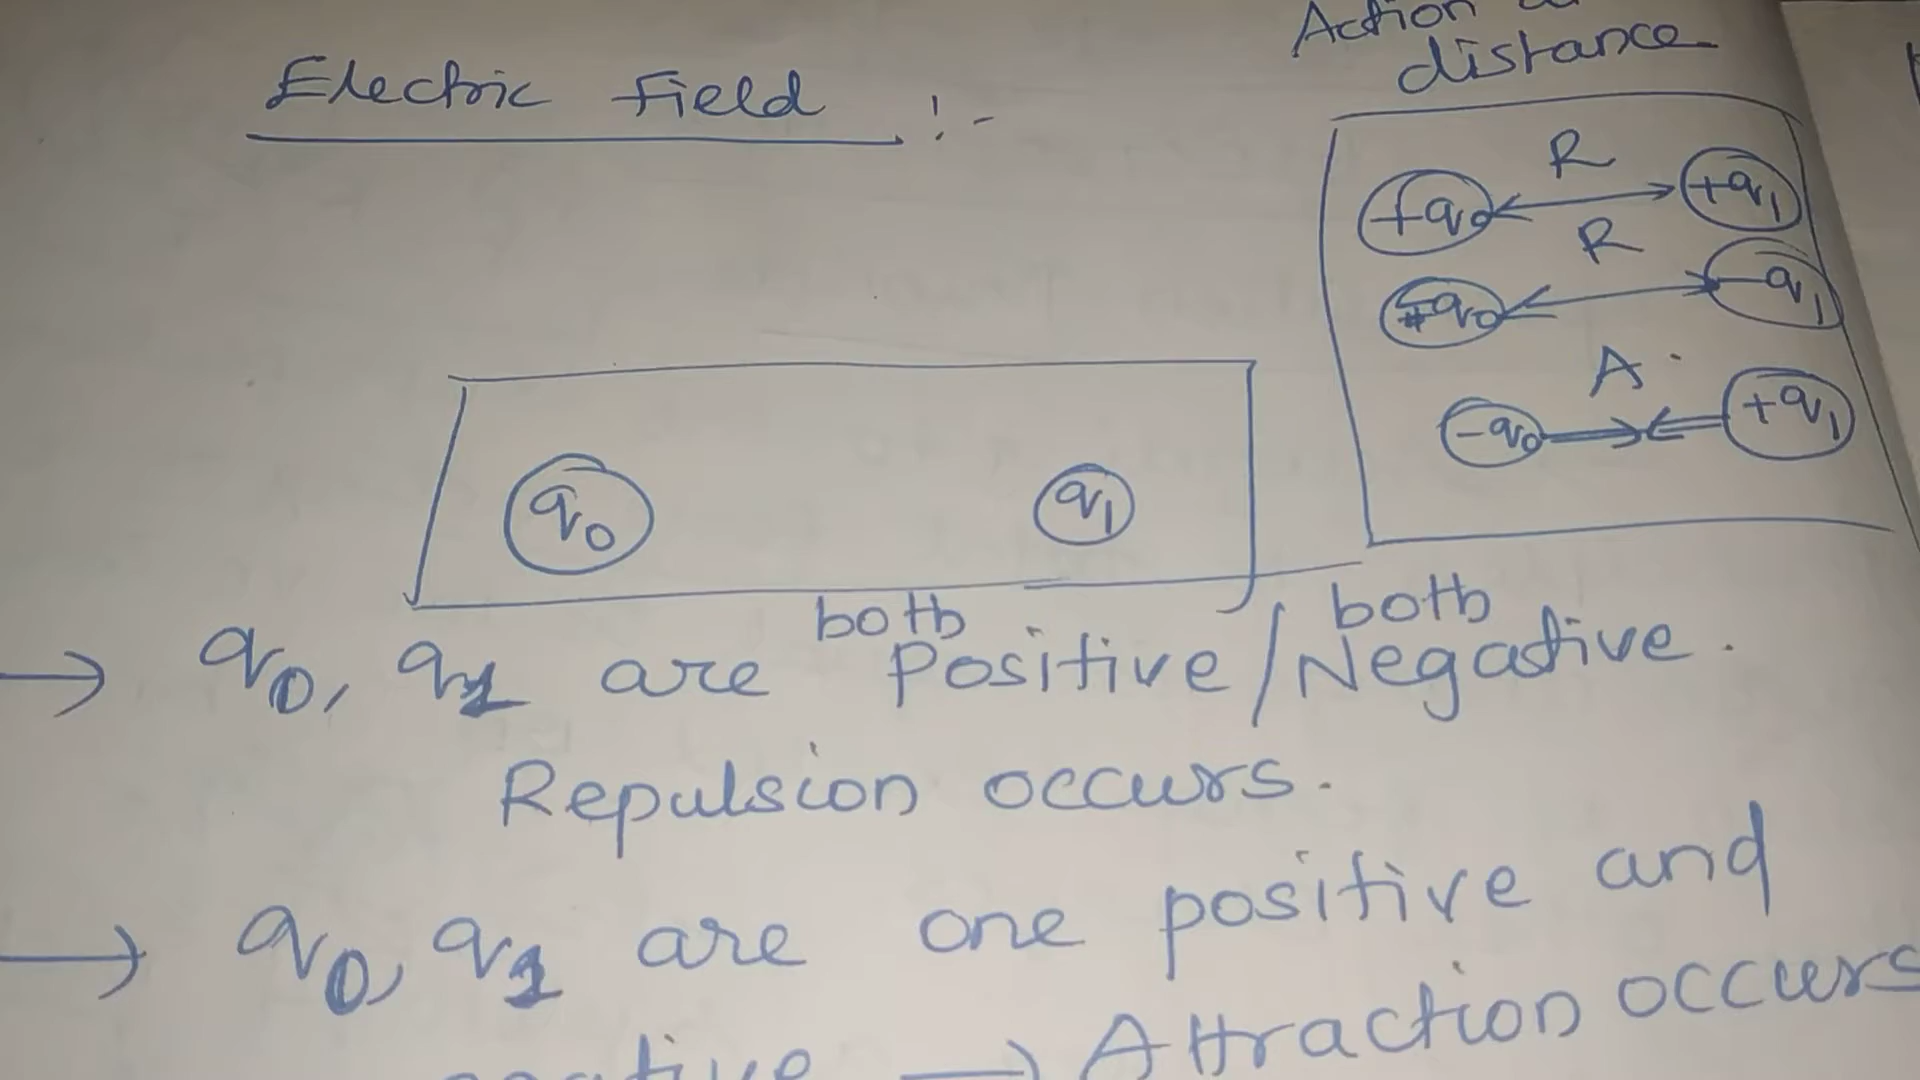 Electric Field :-
Action
distance
R
+q0 +q1
R
q0 -q1
A
-q0 +q1
q0 q1
both both
q0, q1 are Positive/Negative.
Repulsion occurs.
q0, q1 are one positive and
→ Attraction occurs